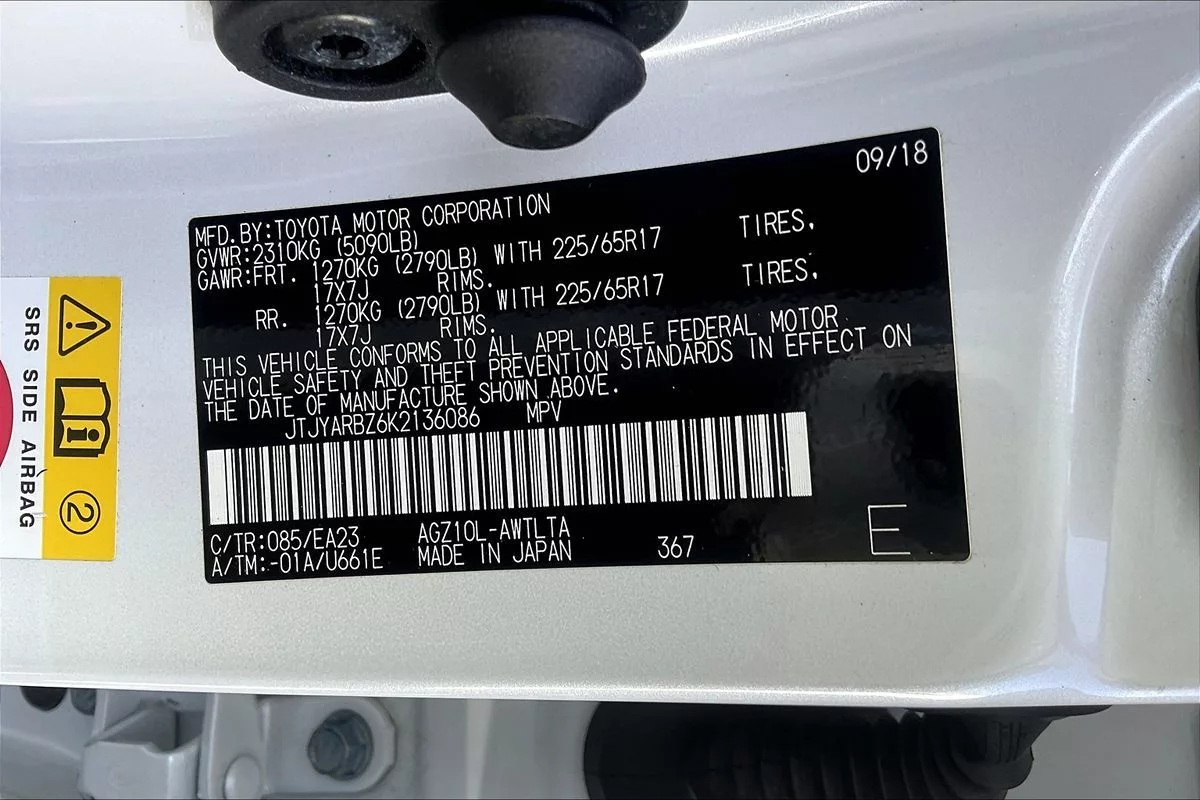 09/18
MFD.BY:TOYOTA MOTOR CORPORATION
GVWR:2310KG (5090LB)
GAWR:FRT. 1270KG (2790LB) WITH 225/65R17 TIRES,
17X7J RIMS.
RR. 1270KG (2790LB) WITH 225/65R17 TIRES,
17X7J RIMS.
THIS VEHICLE CONFORMS TO ALL APPLICABLE FEDERAL MOTOR
VEHICLE SAFETY AND THEFT PREVENTION STANDARDS IN EFFECT ON
THE DATE OF MANUFACTURE SHOWN ABOVE.
JTJYARBZ6K2136086 MPV
C/TR:085/EA23 AGZ10L-AWTLTA
A/TM:-01A/U661E MADE IN JAPAN 367
E
SRS SIDE AIRBAG
2